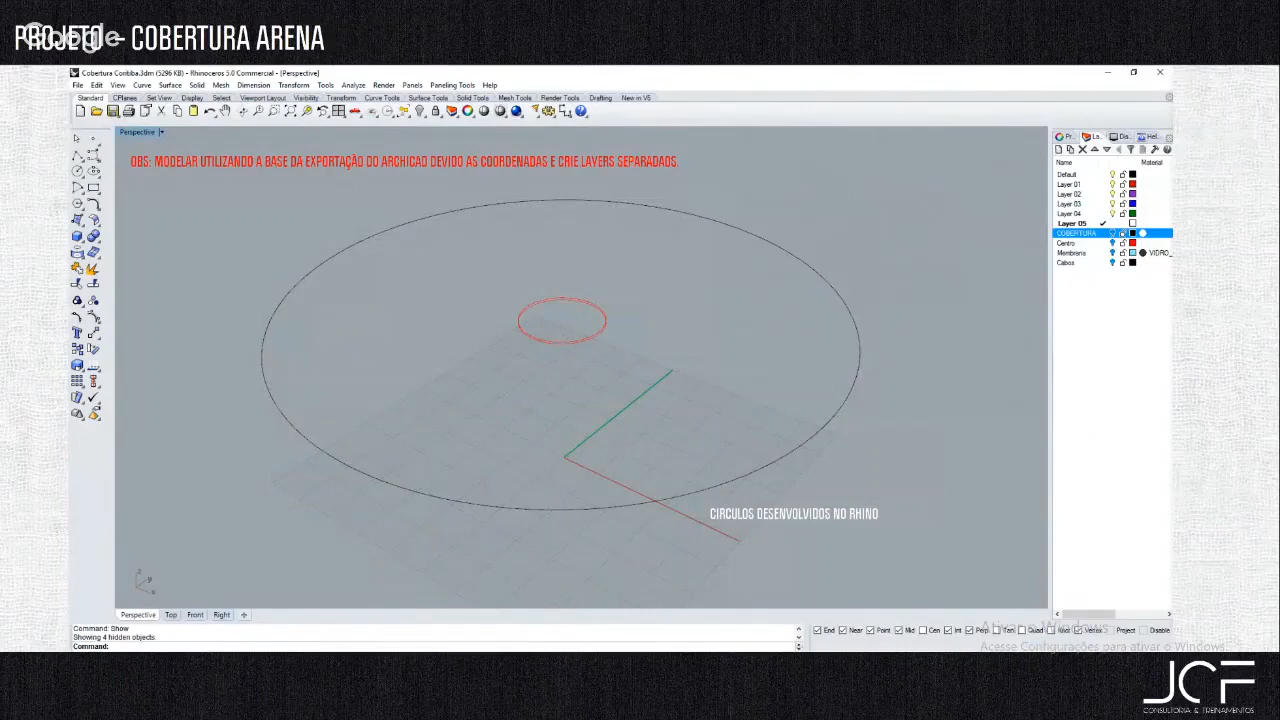 PROJETO - COBERTURA ARENA
Google
Cobertura Coritiba.3dm (5296 KB) - Rhinoceros 5.0 Commercial - [Perspective]
File Edit View Curve Surface Solid Mesh Dimension Transform Tools Analyze Render Panels Paneling Tools Help
Standard CPlanes Set View Display Select Viewport Layout Visibility Transform Curve Tools Surface Tools Solid Tools Mesh Tools Render Tools Drafting New in V5
Perspective
Pr... La... Dis... Hel...
OBS: MODELAR UTILIZANDO A BASE DA EXPORTAÇÃO DO ARCHICAD DEVIDO AS COORDENADAS E CRIE LAYERS SEPARADAOS.
Name Material
Default
Layer 01
Layer 02
Layer 03
Layer 04
Layer 05
COBERTURA
Centro
Membrana VIDRO_
Cabos
CIRCULOS DESENVOLVIDOS NO RHINO
z
y
x
Perspective Top Front Right
Command: Show
Showing 4 hidden objects.
Command:
End Near Point Mid Cen Int Perp Tan Quad Knot Vertex Project Disable
Acesse Configurações para ativar o Windows.
JCF
CONSULTORIA & TREINAMENTOS